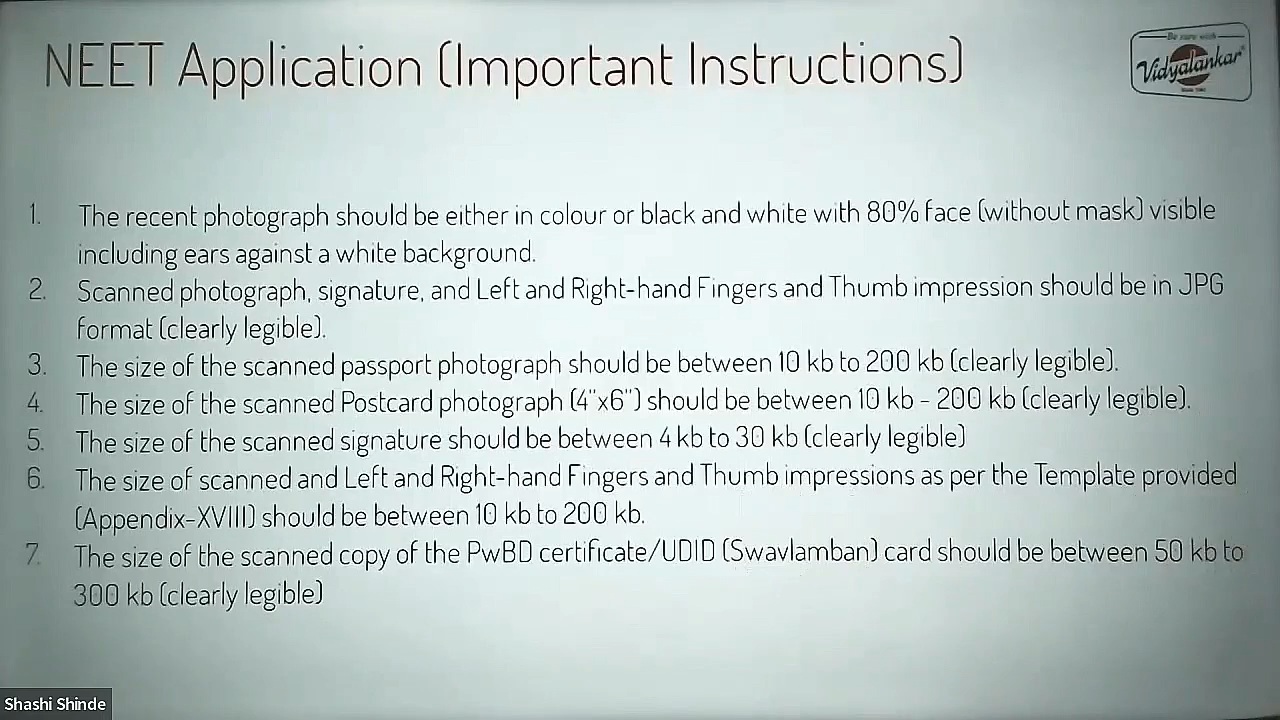 NEET Application (Important Instructions)
Be sure with
Vidyalankar
1. The recent photograph should be either in colour or black and white with 80% face (without mask) visible
including ears against a white background.
2. Scanned photograph, signature, and Left and Right-hand Fingers and Thumb impression should be in JPG
format (clearly legible).
3. The size of the scanned passport photograph should be between 10 kb to 200 kb (clearly legible).
4. The size of the scanned Postcard photograph (4"x6") should be between 10 kb - 200 kb (clearly legible).
5. The size of the scanned signature should be between 4 kb to 30 kb (clearly legible)
6. The size of scanned and Left and Right-hand Fingers and Thumb impressions as per the Template provided
(Appendix-XVIII) should be between 10 kb to 200 kb.
7. The size of the scanned copy of the PwBD certificate/UDID (Swavlamban) card should be between 50 kb to
300 kb (clearly legible)
Shashi Shinde